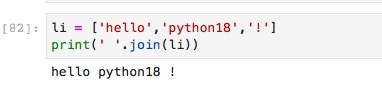 [82]: li = ['hello','python18','!']
print(' '.join(li))
hello python18 !